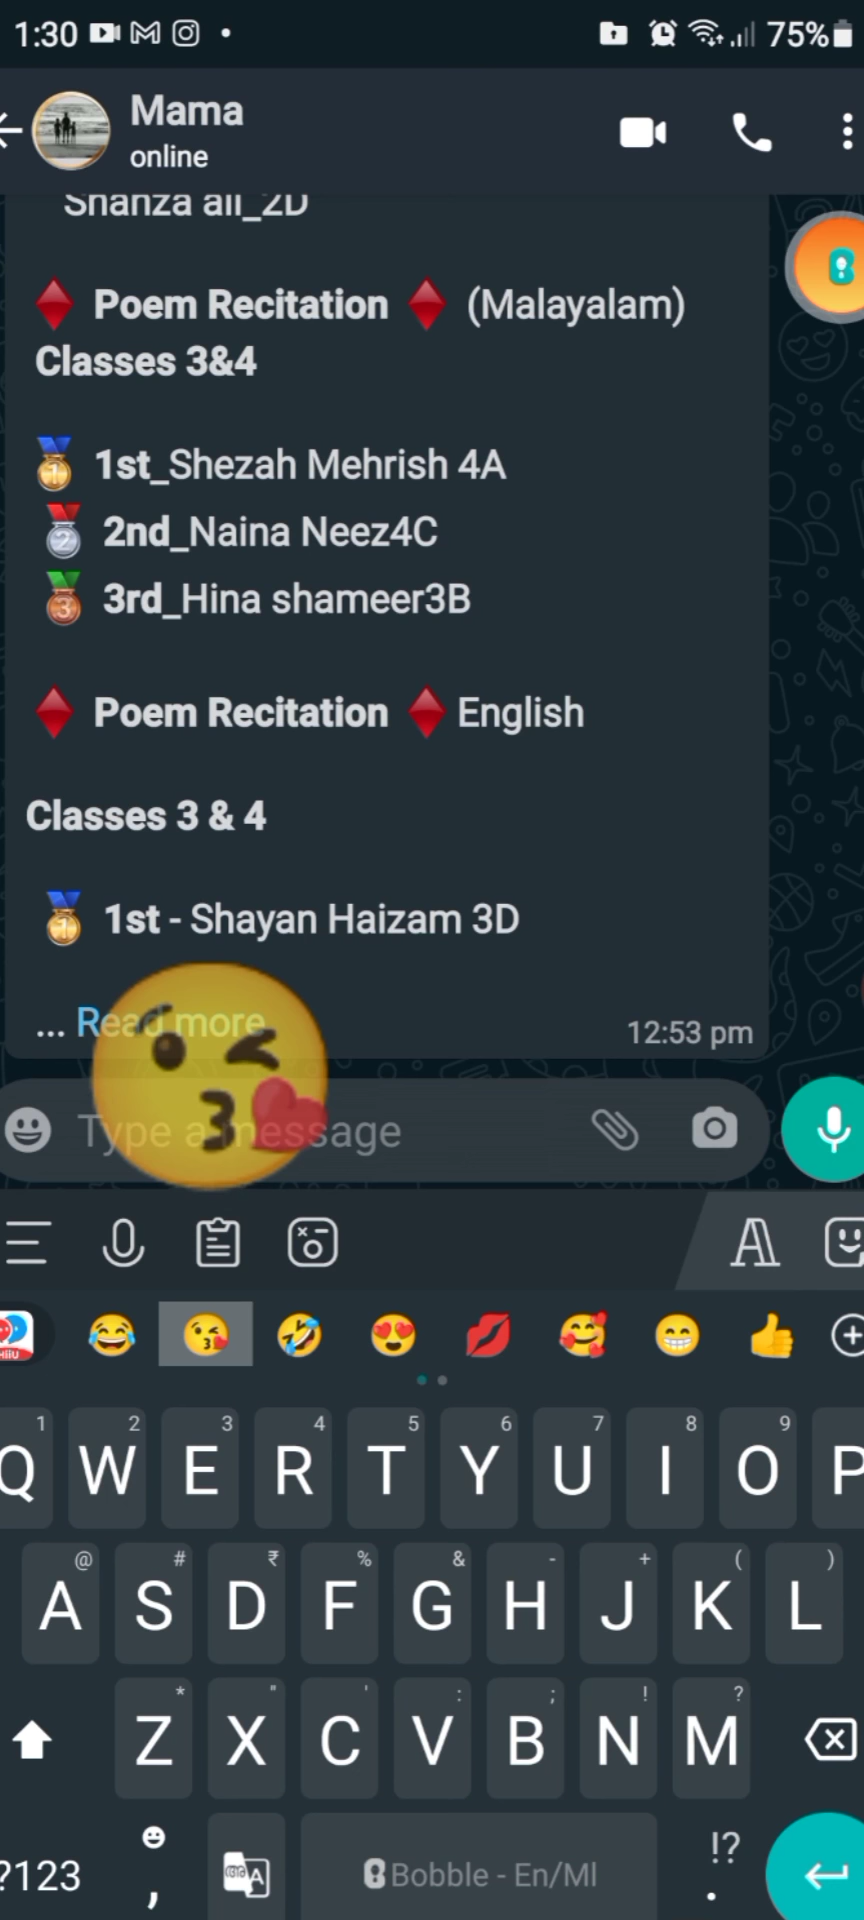 1:30 75%
Mama
online
Shanza ali_2D
Poem Recitation (Malayalam)
Classes 3&4
1st_Shezah Mehrish 4A
2nd_Naina Neez4C
3rd_Hina shameer3B
Poem Recitation English
Classes 3 & 4
1st - Shayan Haizam 3D
... Read more
12:53 pm
Type a message
1 2 3 4 5 6 7 8 9
Q W E R T Y U I O P
@ # ₹ % & - + ( )
A S D F G H J K L
* " ' : ; ! ?
Z X C V B N M
?123 , Bobble - En/Ml !? .